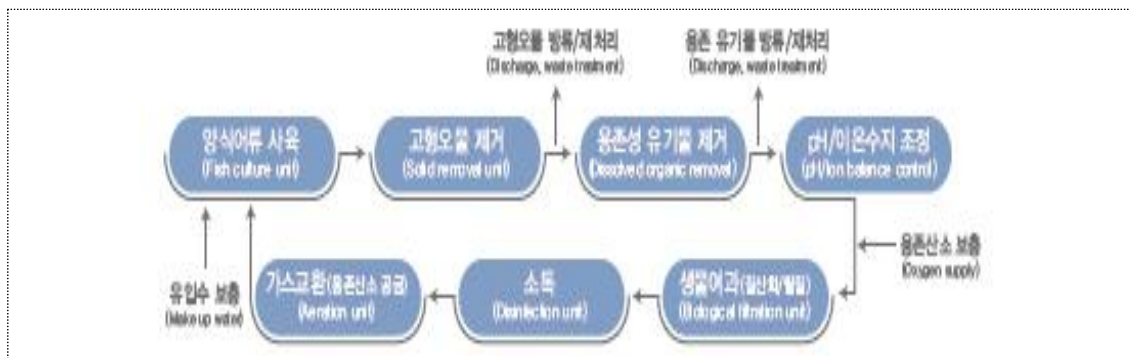 고형오물 방류/재처리
(Discharge, waste treatment)
용존 유기물 방류/재처리
(Discharge, waste treatment)
양식어류 사육
(Fish culture unit)
고형오물 제거
(Solid removal unit)
용존성 유기물 제거
(Dissolved organic removal)
pH/이온수지 조정
(pH/Ion balance control)
용존산소 보충
(Oxygen supply)
유입수 보충
(Make up water)
가스교환(용존산소 공급)
(Aeration unit)
소독
(Disinfection unit)
생물여과(질산화/탈질)
(Biological filtration unit)